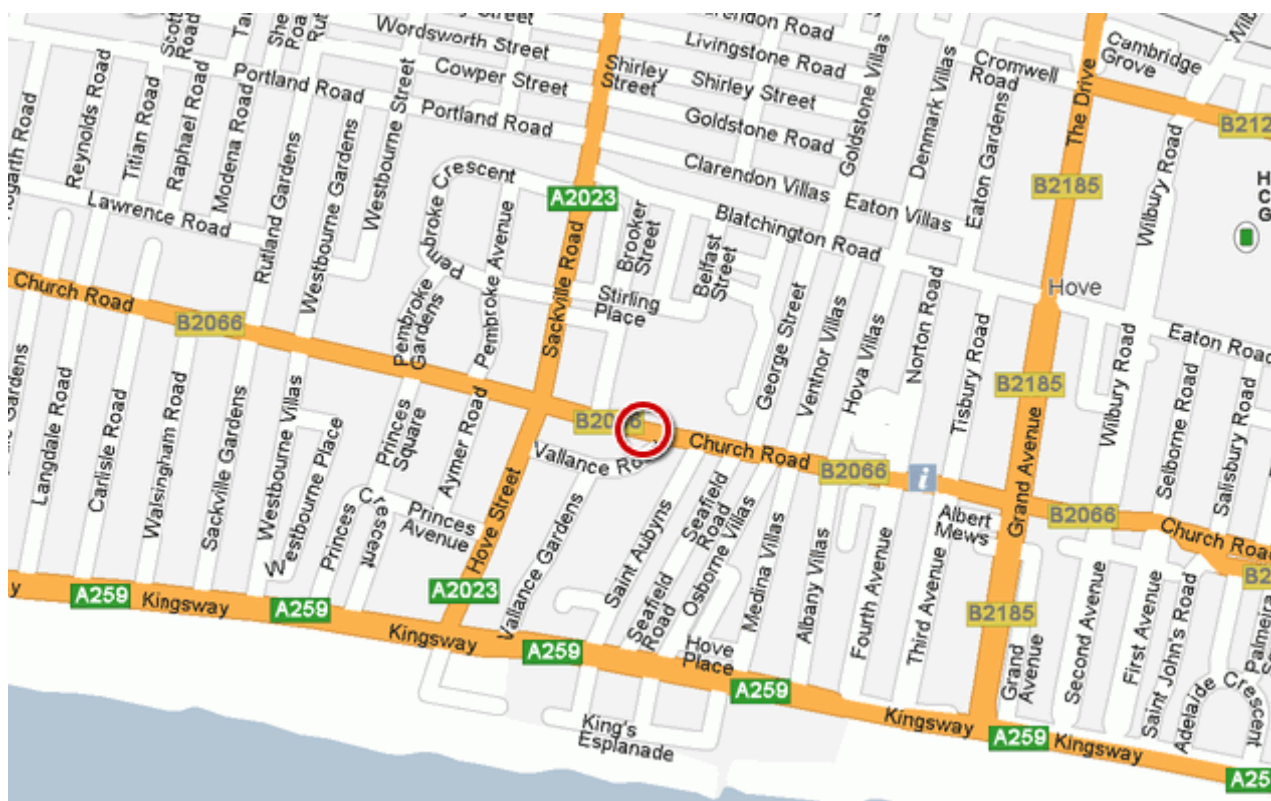 Street
Clarendon Road
Wordsworth Street
Livingstone Road
Cambridge
Grove
Cowper Street
Shirley
Street
Shirley Street
Cromwell
Road
Portland Road
Portland Road
Goldstone Road
Goldstone Villas
Denmark Villas
The Drive
Reynolds Road
Titian Road
Raphael Road
Modena Road
Rutland Gardens
Westbourne Gardens
Westbourne Street
Pembroke Crescent
Clarendon Villas
Eaton Gardens
Wilbury Road
B2185
A2023
Lawrence Road
Pembroke Avenue
Brooker
Street
Belfast
Street
Blatchington Road
Eaton Villas
Church Road
B2066
Pembroke
Gardens
Sackville Road
Stirling
Place
George Street
Ventnor Villas
Hova Villas
Norton Road
Tisbury Road
Hove
Eaton Road
B2185
Wilbury Road
Selborne Road
Salisbury Road
Langdale Road
Carlisle Road
Walsingham Road
Sackville Gardens
Westbourne Villas
Westbourne Place
Princes
Square
Aymer Road
Princes
Crescent
Princes
Avenue
Hove Street
Vallance Road
Church Road
B2066
i
Grand Avenue
B2066
Church Road
Albert
Mews
Vallance Gardens
Saint Aubyns
Seafield
Road
Osborne Villas
Medina Villas
Albany Villas
Fourth Avenue
Third Avenue
B2185
Grand
Avenue
Second Avenue
First Avenue
Saint John's Road
Adelaide
Crescent
A259
Kingsway
A259
A2023
Kingsway
A259
Seafield
Road
Hove
Place
A259
Kingsway
A259
Kingsway
King's
Esplanade